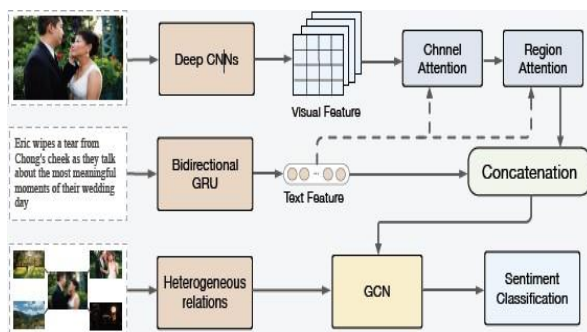 Deep CNNs
Visual Feature
Chnnel
Attention
Region
Attention
Eric wipes a tear from
Chong's cheek as they talk
about the most meaningful
moments of their wedding
day
Bidirectional
GRU
Text Feature
Concatenation
Heterogeneous
relations
GCN
Sentiment
Classification